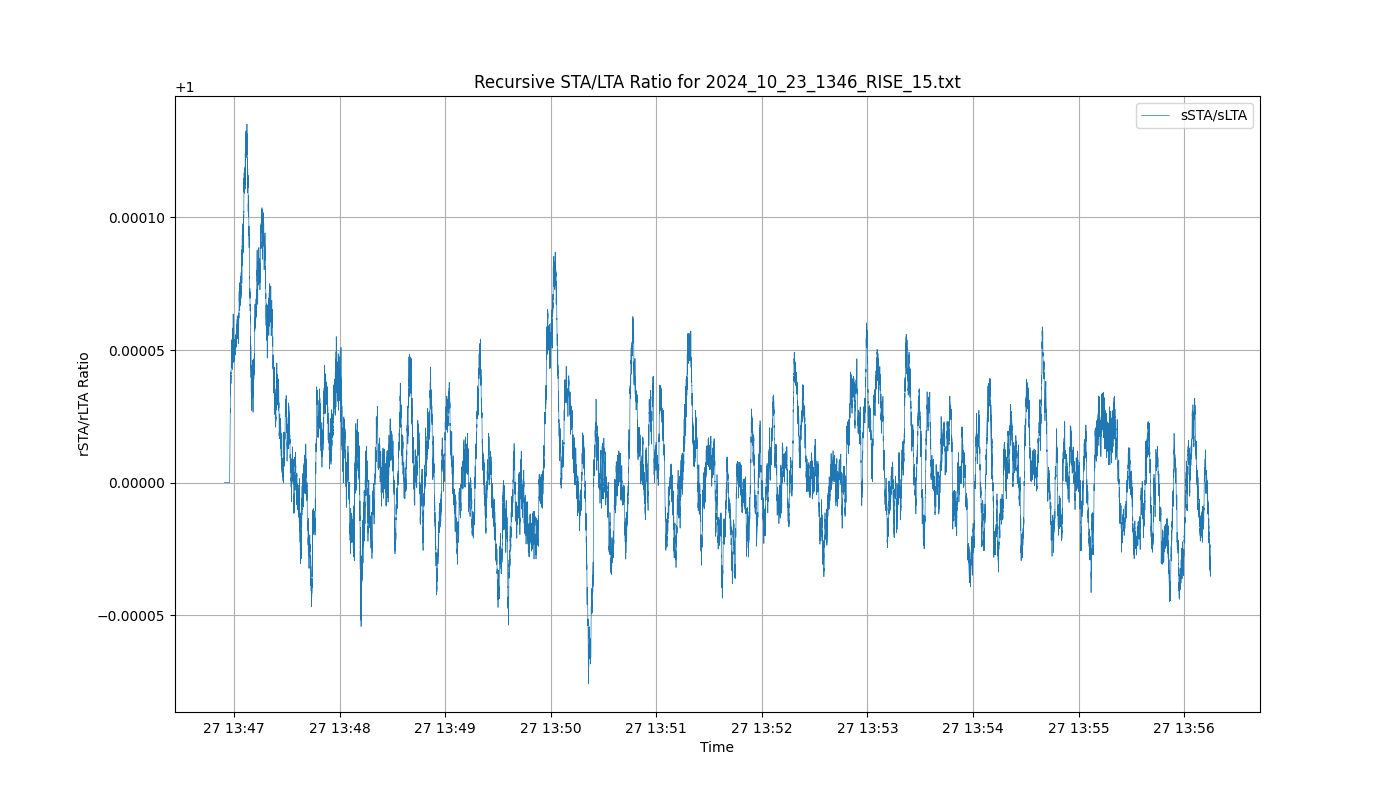 Recursive STA/LTA Ratio for 2024_10_23_1346_RISE_15.txt
+1
sSTA/sLTA
0.00010
0.00005
0.00000
−0.00005
rSTA/rLTA Ratio
27 13:47 27 13:48 27 13:49 27 13:50 27 13:51 27 13:52 27 13:53 27 13:54 27 13:55 27 13:56
Time